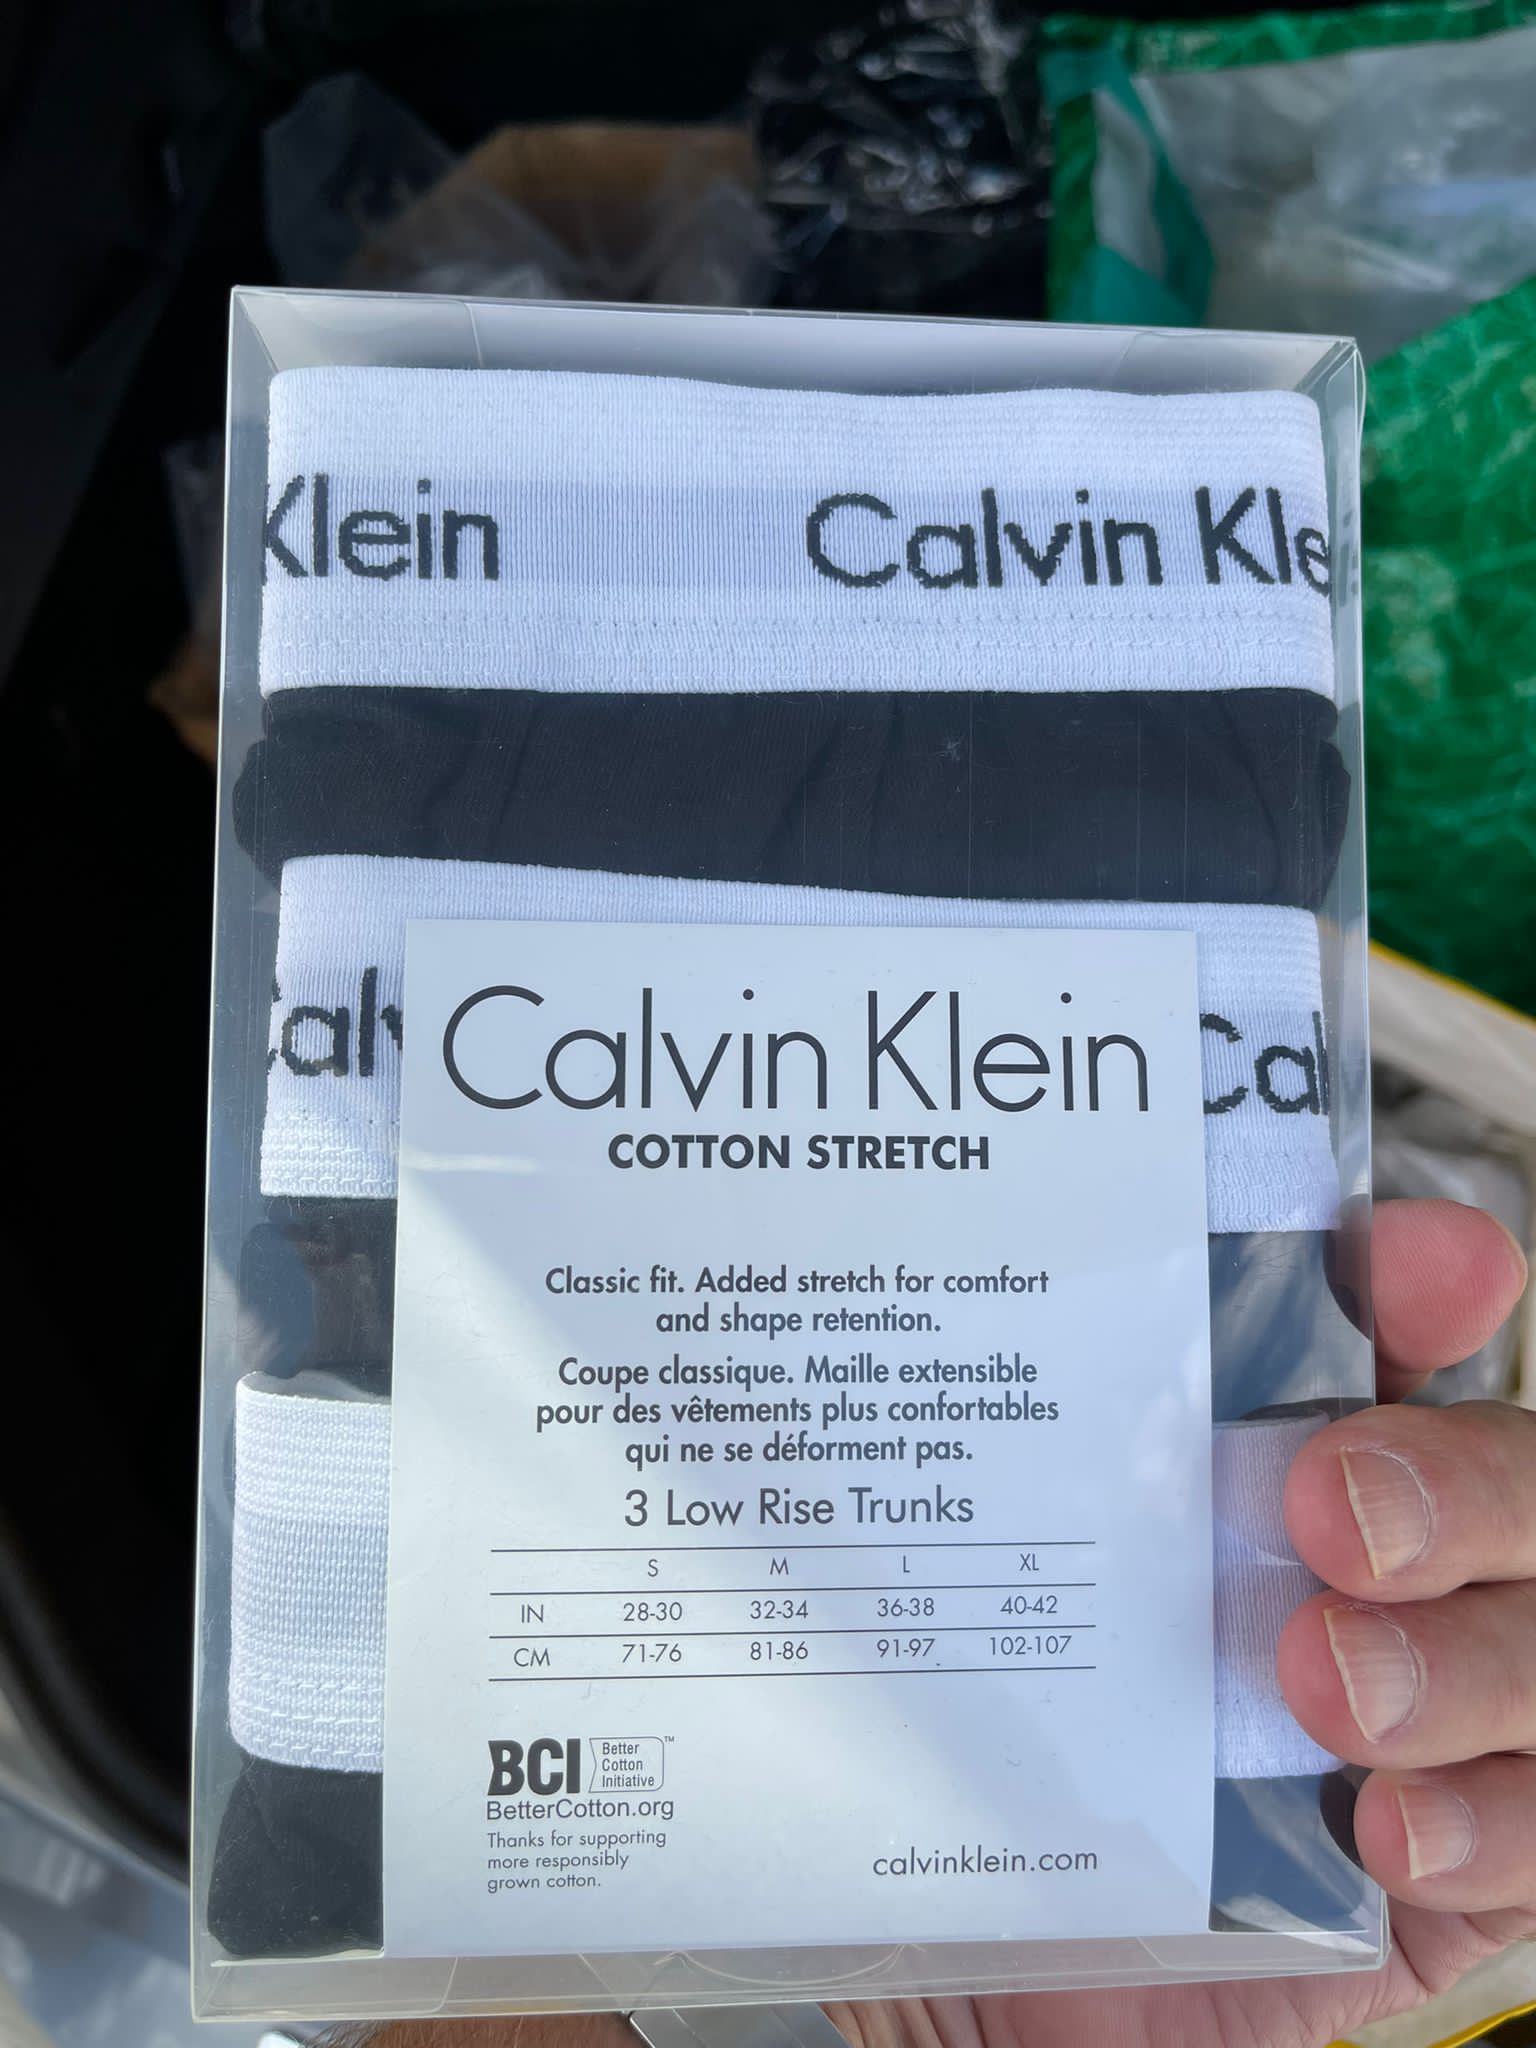 Klein Calvin Kle
Cal
Calvin Klein
COTTON STRETCH
Classic fit. Added stretch for comfort
and shape retention.
Coupe classique. Maille extensible
pour des vêtements plus confortables
qui ne se déforment pas.
3 Low Rise Trunks
S M L XL
IN 28-30 32-34 36-38 40-42
CM 71-76 81-86 91-97 102-107
BCI Better
Cotton
Initiative™
BetterCotton.org
Thanks for supporting
more responsibly
grown cotton.
calvinklein.com